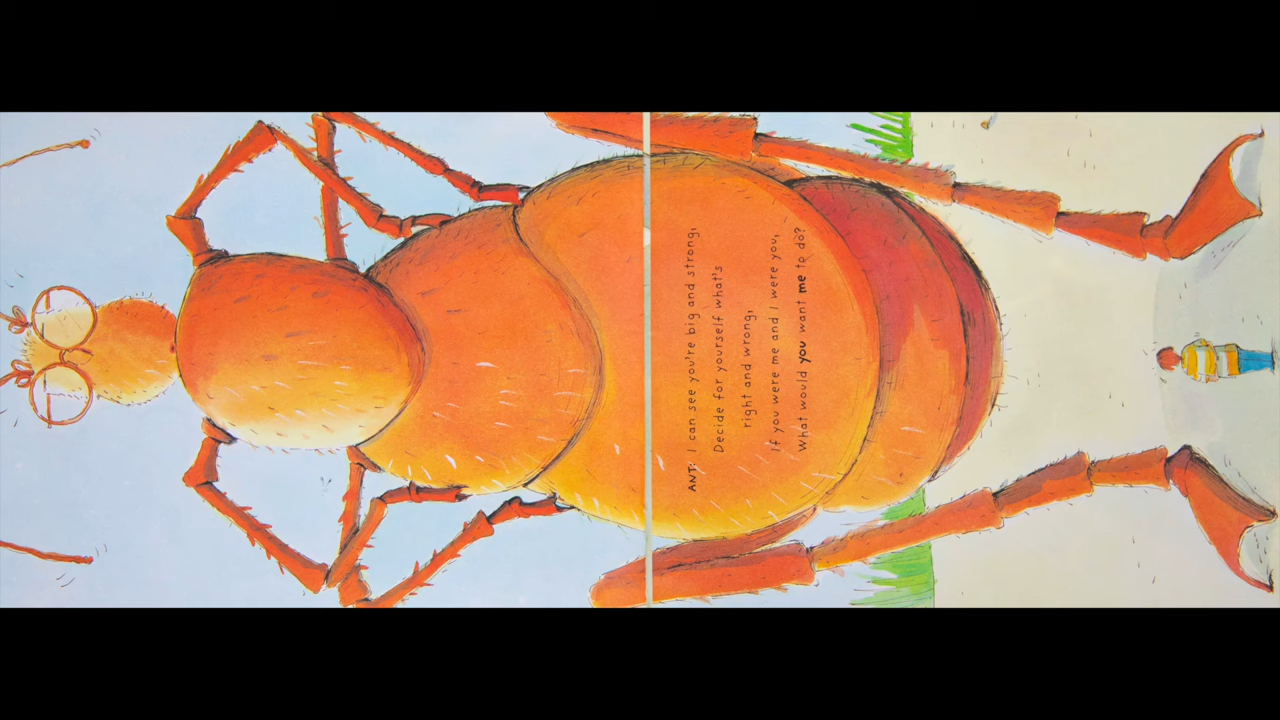 ANT: I can see you're big and strong,
Decide for yourself what's
right and wrong,
If you were me and I were you,
What would you want me to do?